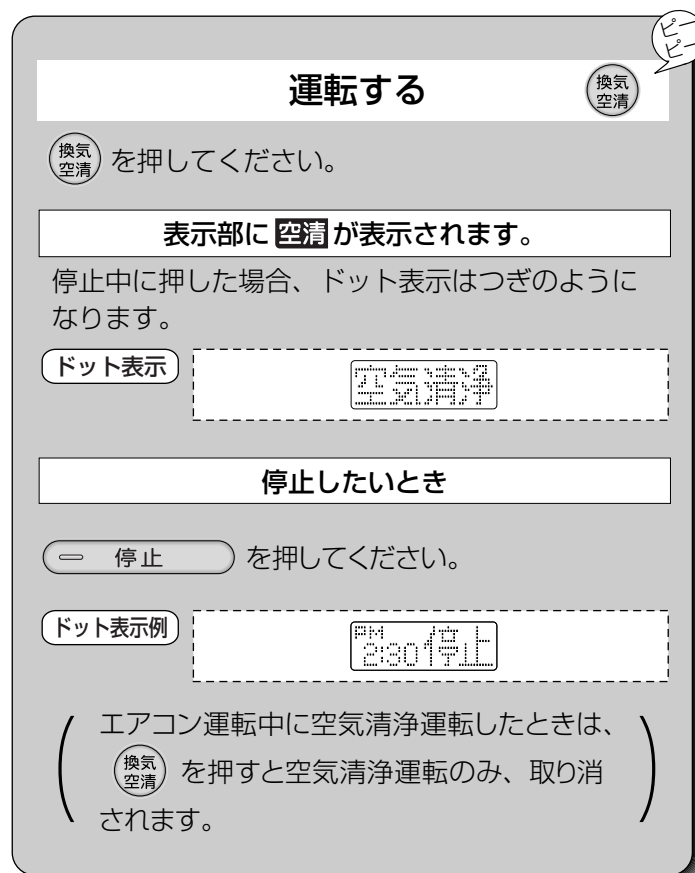 ピー
ピー
運転する 換気
空清
換気
空清 を押してください。
表示部に 空清 が表示されます。
停止中に押した場合、ドット表示はつぎのように
なります。
ドット表示
空気清浄
停止したいとき
停止 を押してください。
ドット表示例
PM 2:30 停止
エアコン運転中に空気清浄運転したときは、
換気
空清 を押すと空気清浄運転のみ、取り消
されます。